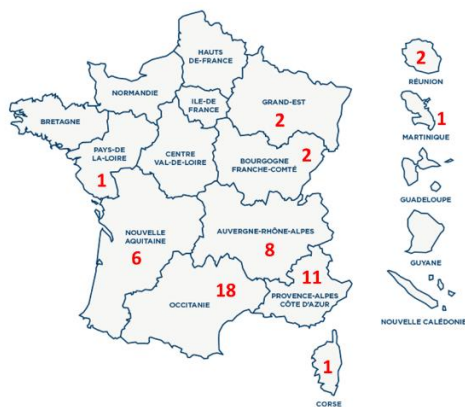 HAUTS
DE-FRANCE
NORMANDIE
ILE-DE
FRANCE
BRETAGNE
GRAND-EST
2
PAYS-DE
LA-LOIRE
1
CENTRE
VAL-DE-LOIRE
2
BOURGOGNE
FRANCHE-COMTÉ
NOUVELLE
AQUITAINE
6
AUVERGNE-RHÔNE-ALPES
8
18
OCCITANIE
11
PROVENCE-ALPES
CÔTE D'AZUR
1
CORSE
2
RÉUNION
1
MARTINIQUE
GUADELOUPE
GUYANE
NOUVELLE CALÉDONIE